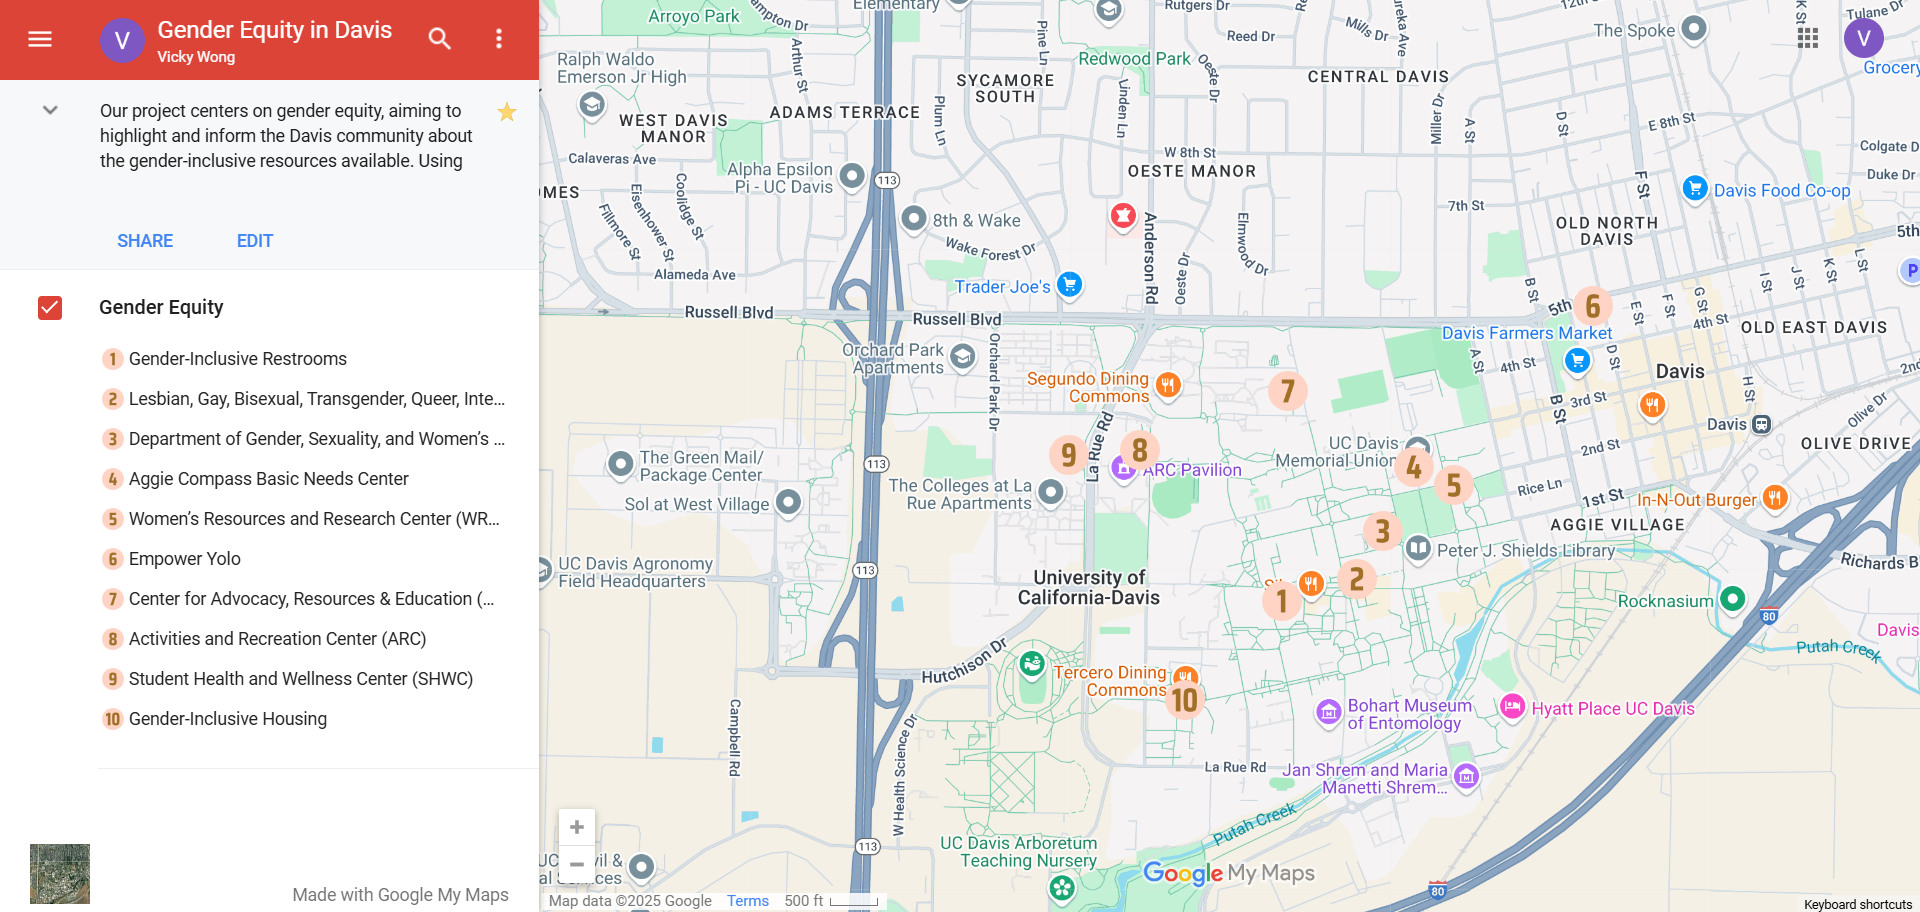 V
Gender Equity in Davis
Vicky Wong
Our project centers on gender equity, aiming to
highlight and inform the Davis community about
the gender-inclusive resources available. Using
SHARE
EDIT
Gender Equity
1 Gender-Inclusive Restrooms
2 Lesbian, Gay, Bisexual, Transgender, Queer, Inte...
3 Department of Gender, Sexuality, and Women's ...
4 Aggie Compass Basic Needs Center
5 Women's Resources and Research Center (WR...
6 Empower Yolo
7 Center for Advocacy, Resources & Education (...
8 Activities and Recreation Center (ARC)
9 Student Health and Wellness Center (SHWC)
10 Gender-Inclusive Housing
Made with Google My Maps
Arroyo Park
Elementary
Rutgers Dr
12th St
Tulane Dr
K St
The Spoke
V
Grocery
Mills Dr
Reed Dr
Pine Ln
Arthur St
Ralph Waldo
Emerson Jr High
Redwood Park
Oeste Dr
SYCAMORE
SOUTH
CENTRAL DAVIS
Linden Ln
Plum Ln
Miller Dr
A St
D St
E 8th St
WEST DAVIS
MANOR
ADAMS TERRACE
Calaveras Ave
W 8th St
Colgate D
Duke Dr
Alpha Epsilon
Pi - UC Davis
113
OESTE MANOR
F St
Davis Food Co-op
OMES
Eisenhower St
Coolidge St
Fillmore St
7th St
8th & Wake
Wake Forest Dr
Anderson Rd
Elmwood Dr
Oeste Dr
OLD NORTH
DAVIS
5th
K St
L St
J St
I St
P
Alameda Ave
Trader Joe's
B St
5th
6
E St
F St
G St
4th St
Russell Blvd
Russell Blvd
Davis Farmers Market
OLD EAST DAVIS
Orchard Park
Apartments
Orchard Park Dr
A St
4th St
D St
Davis
H St
2nd
Segundo Dining
Commons
7
B St
3rd St
Olive Dr
La Rue Rd
Davis
2nd St
OLIVE DRIVE
UC Davis
Memorial Union
The Green Mail/
Package Center
113
9
8
ARC Pavilion
4
5
Rice Ln
1st St
In-N-Out Burger
Sol at West Village
The Colleges at La
Rue Apartments
AGGIE VILLAGE
3
Peter J. Shields Library
Richards B
UC Davis Agronomy
Field Headquarters
113
University of
California-Davis
1
2
Rocknasium
80
Davis
Putah Creek
Hutchison Dr
Tercero Dining
Commons
10
Bohart Museum
of Entomology
Hyatt Place UC Davis
Campbell Rd
W Health Science Dr
La Rue Rd
Jan Shrem and Maria
Manetti Shrem...
Putah Creek
113
UC Davis Arboretum
Teaching Nursery
Google My Maps
80
Map data ©2025 Google
Terms
500 ft
Keyboard shortcuts